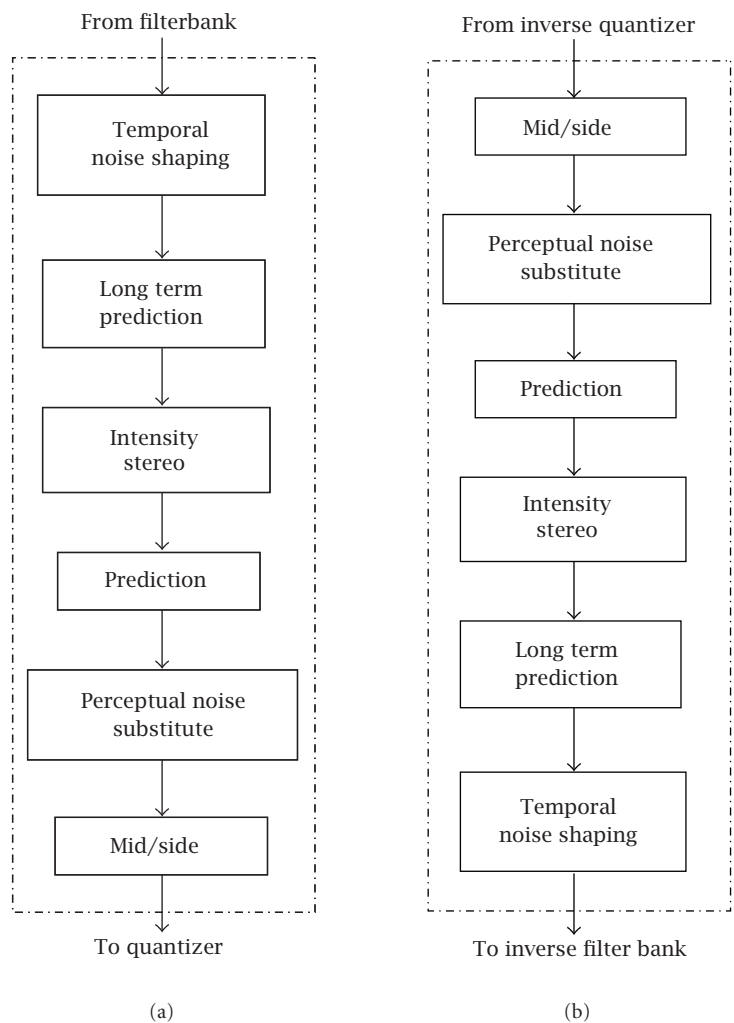 From filterbank
Temporal
noise shaping
Long term
prediction
Intensity
stereo
Prediction
Perceptual noise
substitute
Mid/side
To quantizer
(a)
From inverse quantizer
Mid/side
Perceptual noise
substitute
Prediction
Intensity
stereo
Long term
prediction
Temporal
noise shaping
To inverse filter bank
(b)